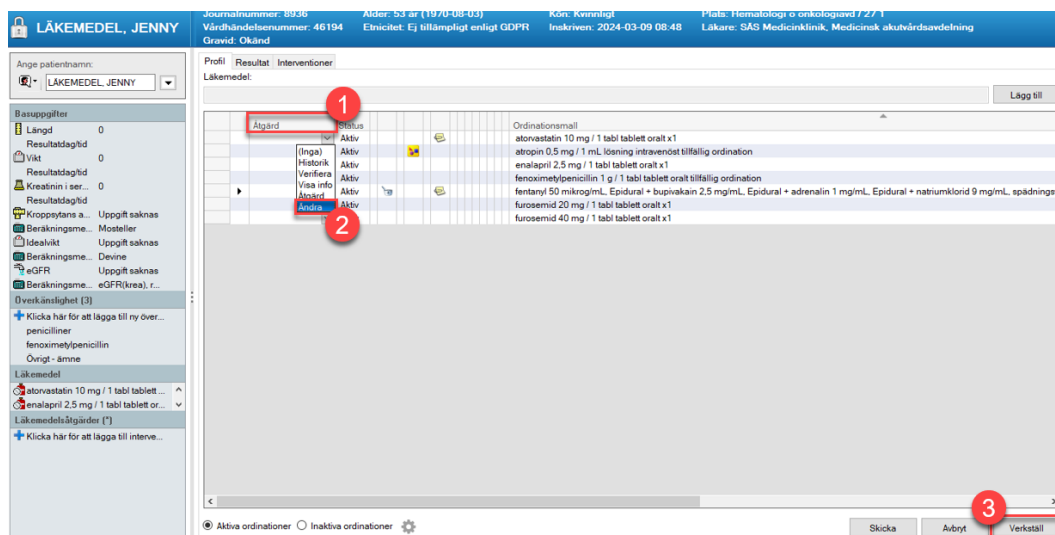 LÄKEMEDEL, JENNY
Journalnummer: 8936 Ålder: 53 år (1970-08-03) Kön: Kvinnligt Plats: Hematologi o onkologiavd / 27 1
Vårdhändelsenummer: 46194 Etnicitet: Ej tillämpligt enligt GDPR Inskriven: 2024-03-09 08:48 Läkare: SÄS Medicinklinik, Medicinsk akutvårdsavdelning
Gravid: Okänd
Ange patientnamn:
LÄKEMEDEL, JENNY
Basuppgifter
Längd 0
Resultatdag/tid
Vikt 0
Resultatdag/tid
Kreatinin i ser... 0
Resultatdag/tid
Kroppsytans a... Uppgift saknas
Beräkningsme... Mosteller
Idealvikt Uppgift saknas
Beräkningsme... Devine
eGFR Uppgift saknas
Beräkningsme... eGFR(krea), r...
Överkänslighet (3)
Klicka här för att lägga till ny över...
penicilliner
fenoximetylpenicillin
Övrigt - ämne
Läkemedel
atorvastatin 10 mg / 1 tabl tablett ...
enalapril 2,5 mg / 1 tabl tablett or...
Läkemedelsåtgärder (*)
Klicka här för att lägga till interve...
Profil Resultat Interventioner
Läkemedel:
Lägg till
1
Åtgärd Status Ordinationsmall
Aktiv atorvastatin 10 mg / 1 tabl tablett oralt x1
(Inga) Aktiv atropin 0,5 mg / 1 mL lösning intravenöst tillfällig ordination
Historik Aktiv enalapril 2,5 mg / 1 tabl tablett oralt x1
Verifiera Aktiv fenoximetylpenicillin 1 g / 1 tabl tablett oralt tillfällig ordination
Visa info Aktiv fentanyl 50 mikrog/mL, Epidural + bupivakain 2,5 mg/mL, Epidural + adrenalin 1 mg/mL, Epidural + natriumklorid 9 mg/mL, spädnings
Åtgärd
Ändra Aktiv furosemid 20 mg / 1 tabl tablett oralt x1
furosemid 40 mg / 1 tabl tablett oralt x1
2
3
Aktiva ordinationer Inaktiva ordinationer
Skicka Avbryt Verkställ